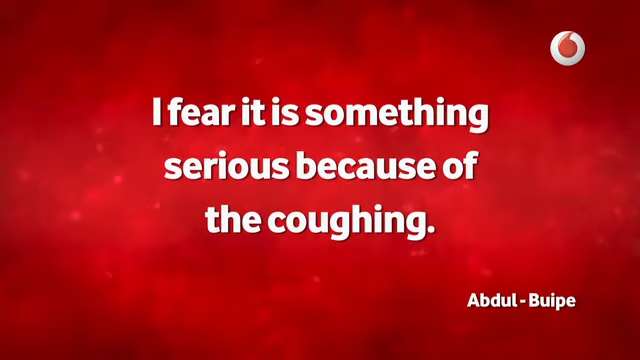 I fear it is something
serious because of
the coughing.
Abdul - Buipe